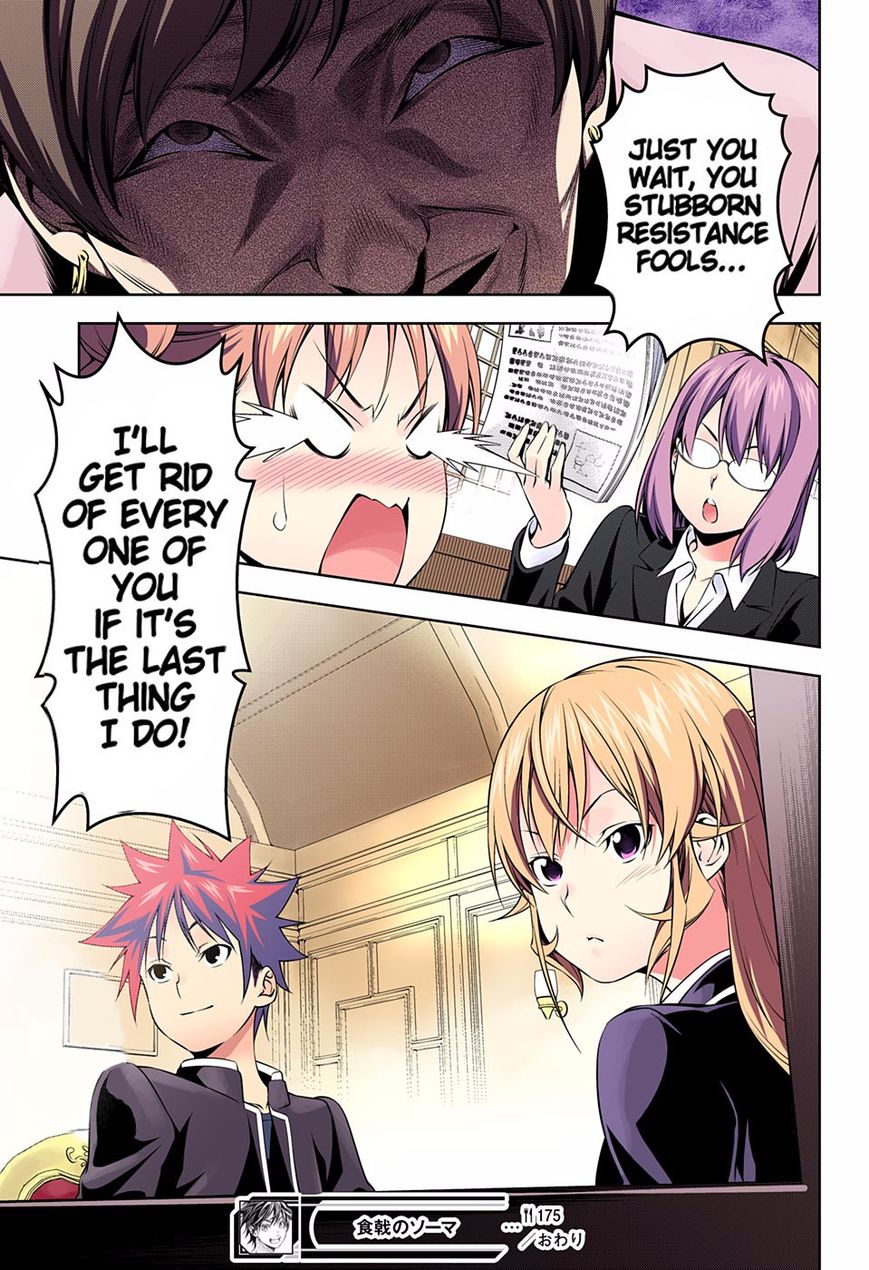 JUST YOU
WAIT, YOU
STUBBORN
RESISTANCE
FOOLS...
I'LL
GET RID
OF EVERY
ONE OF
YOU
IF IT'S
THE LAST
THING
I DO!
食戟のソーマ
...175
／おわり